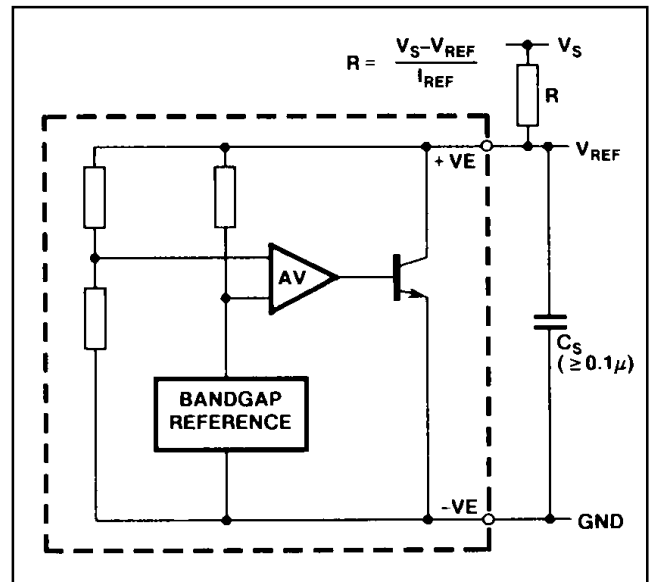 R = V_S–V_REF / I_REF
V_S
R
+ VE
V_REF
AV
C_S
( ≥ 0.1µ)
BANDGAP
REFERENCE
–VE
GND